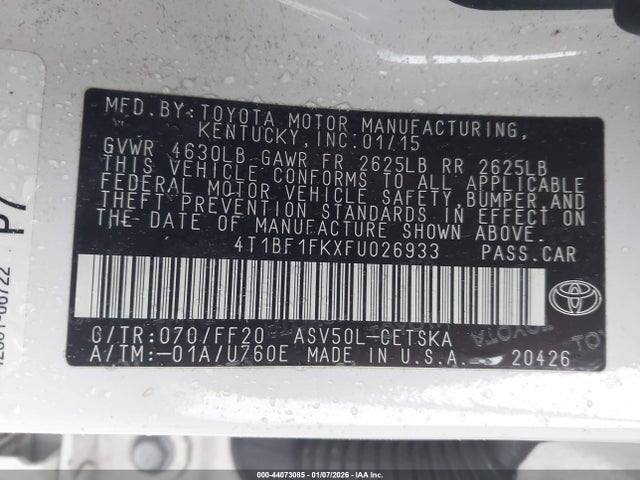 MFD.BY:TOYOTA MOTOR MANUFACTURING,
KENTUCKY,INC.01/15
GVWR 4630LB GAWR FR 2625LB RR 2625LB
THIS VEHICLE CONFORMS TO ALL APPLICABLE
FEDERAL MOTOR VEHICLE SAFETY,BUMPER,AND
THEFT PREVENTION STANDARDS IN EFFECT ON
THE DATE OF MANUFACTURE SHOWN ABOVE.
4T1BF1FKXFU026933 PASS.CAR
C/TR:070/FF20 ASV50L-CETSKA
A/TM:-01A/U760E MADE IN U.S.A. 20426
P7
000-44073085 - 01/07/2026 - IAA Inc.